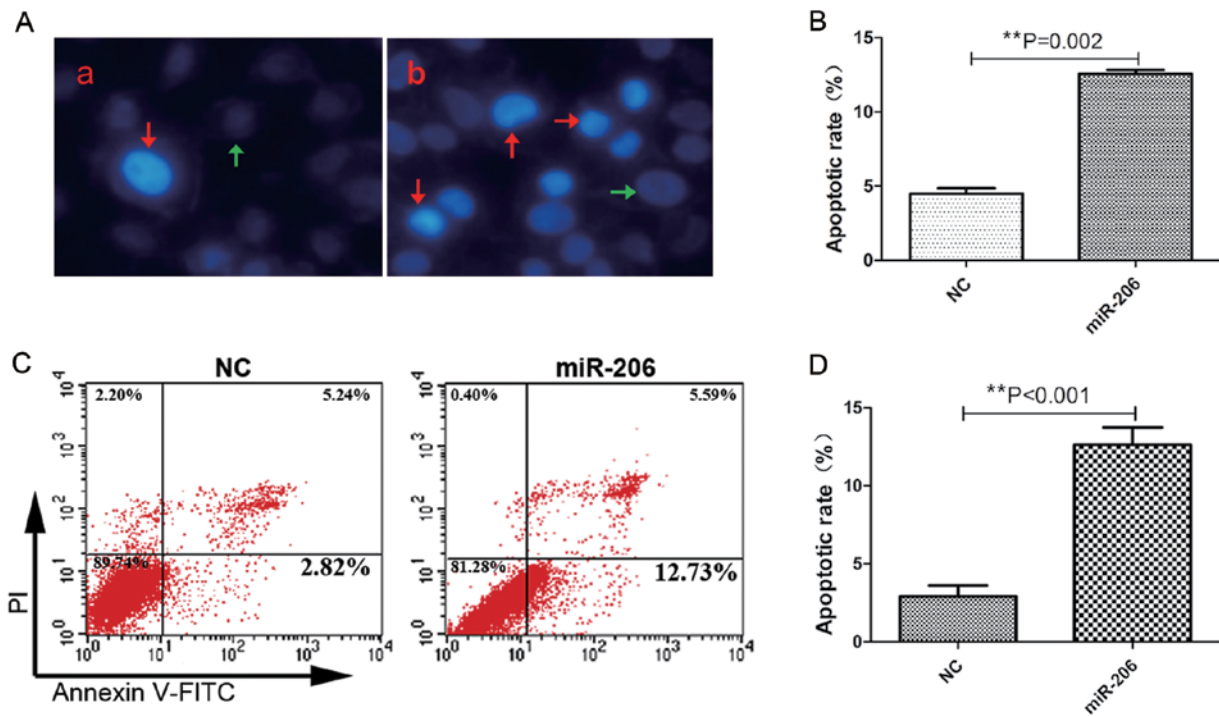 A
a
b
B
**P=0.002
Apoptotic rate (%)
15
10
5
0
NC
miR-206
C
NC
2.20%
5.24%
89.74%
2.82%
10⁴
10³
10²
10¹
10⁰
10⁰
10¹
10²
10³
10⁴
PI
Annexin V-FITC
miR-206
0.40%
5.59%
81.28%
12.73%
10⁴
10³
10²
10¹
10⁰
10⁰
10¹
10²
10³
10⁴
D
**P<0.001
Apoptotic rate (%)
15
10
5
0
NC
miR-206